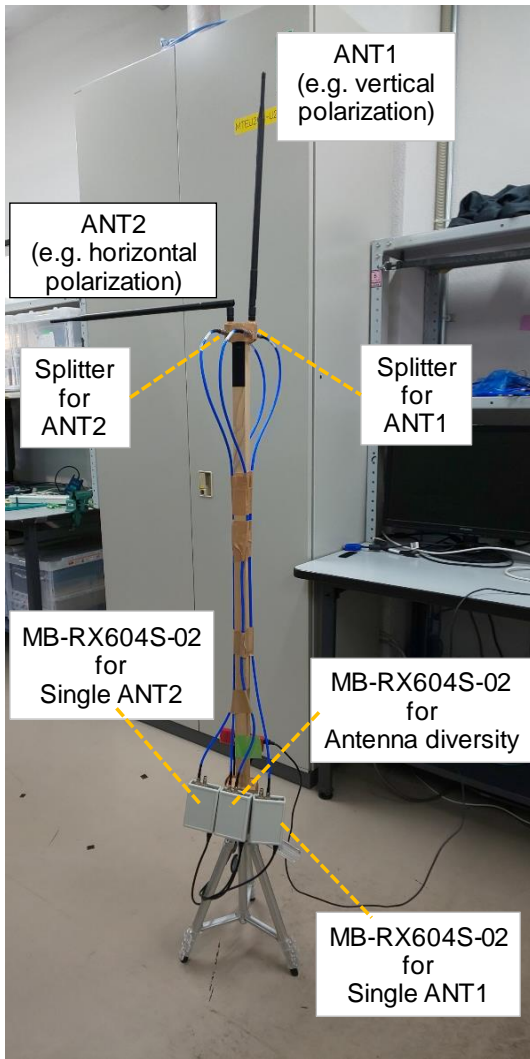 ANT1
(e.g. vertical
polarization)
ANT2
(e.g. horizontal
polarization)
Splitter
for
ANT2
Splitter
for
ANT1
MB-RX604S-02
for
Single ANT2
MB-RX604S-02
for
Antenna diversity
MB-RX604S-02
for
Single ANT1